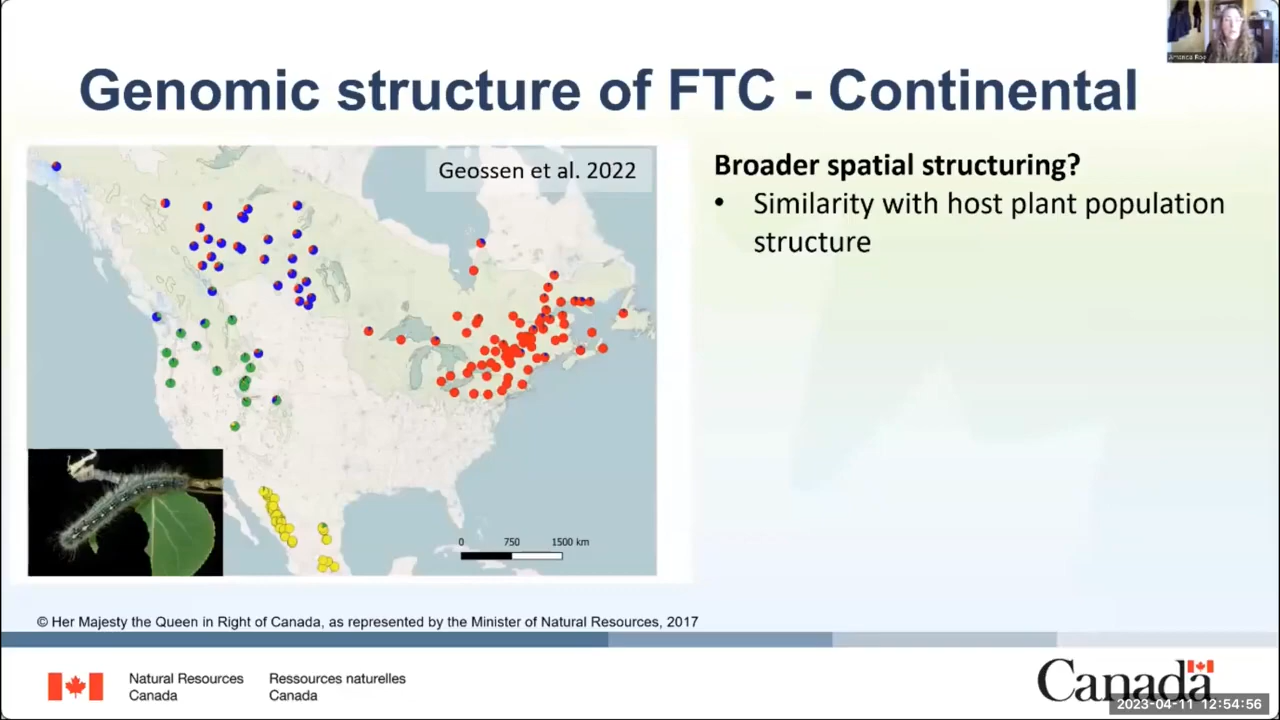 Amanda Roe
Genomic structure of FTC - Continental
Geossen et al. 2022
Broader spatial structuring?
• Similarity with host plant population
structure
0 750 1500 km
© Her Majesty the Queen in Right of Canada, as represented by the Minister of Natural Resources, 2017
Natural Resources
Canada
Ressources naturelles
Canada
Canada
2023-04-11 12:54:56